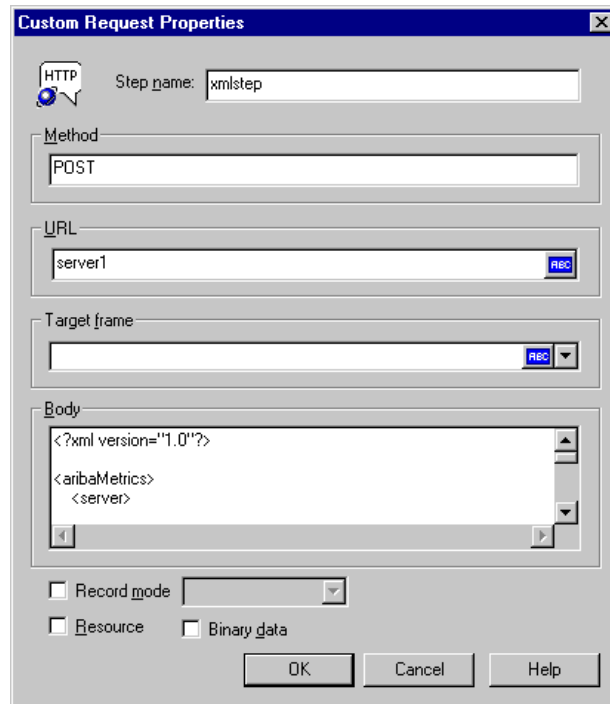 Custom Request Properties
HTTP
Step name: xmlstep
Method
POST
URL
server1
ABC
Target frame
ABC
Body
<?xml version="1.0"?>
<aribaMetrics>
<server>
Record mode
Resource Binary data
OK Cancel Help